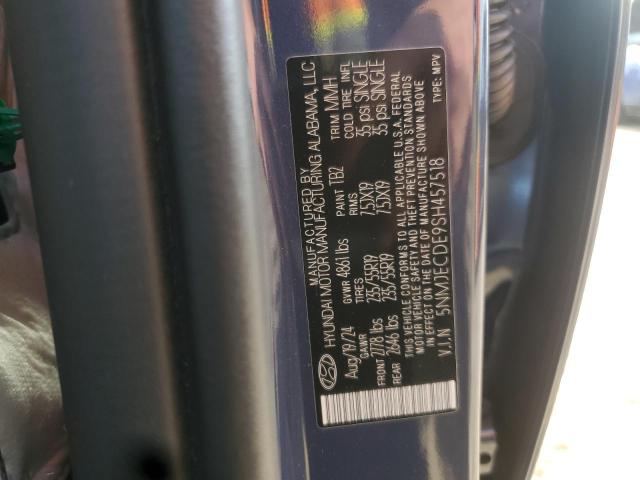 MANUFACTURED BY
HYUNDAI MOTOR MANUFACTURING ALABAMA, LLC
Aug/19/24 GVWR 4861 lbs PAINT TB2 TRIM MMH
GAWR TIRES RIMS COLD TIRE INFL
FRONT 2778 lbs 235/55R19 7.5JX19 35 psi SINGLE
REAR 2646 lbs 235/55R19 7.5JX19 35 psi SINGLE
THIS VEHICLE CONFORMS TO ALL APPLICABLE U.S.A. FEDERAL
MOTOR VEHICLE SAFETY AND THEFT PREVENTION STANDARDS
IN EFFECT ON THE DATE OF MANUFACTURE SHOWN ABOVE
V.I.N 5NMJECDE9SH457518 TYPE: MPV